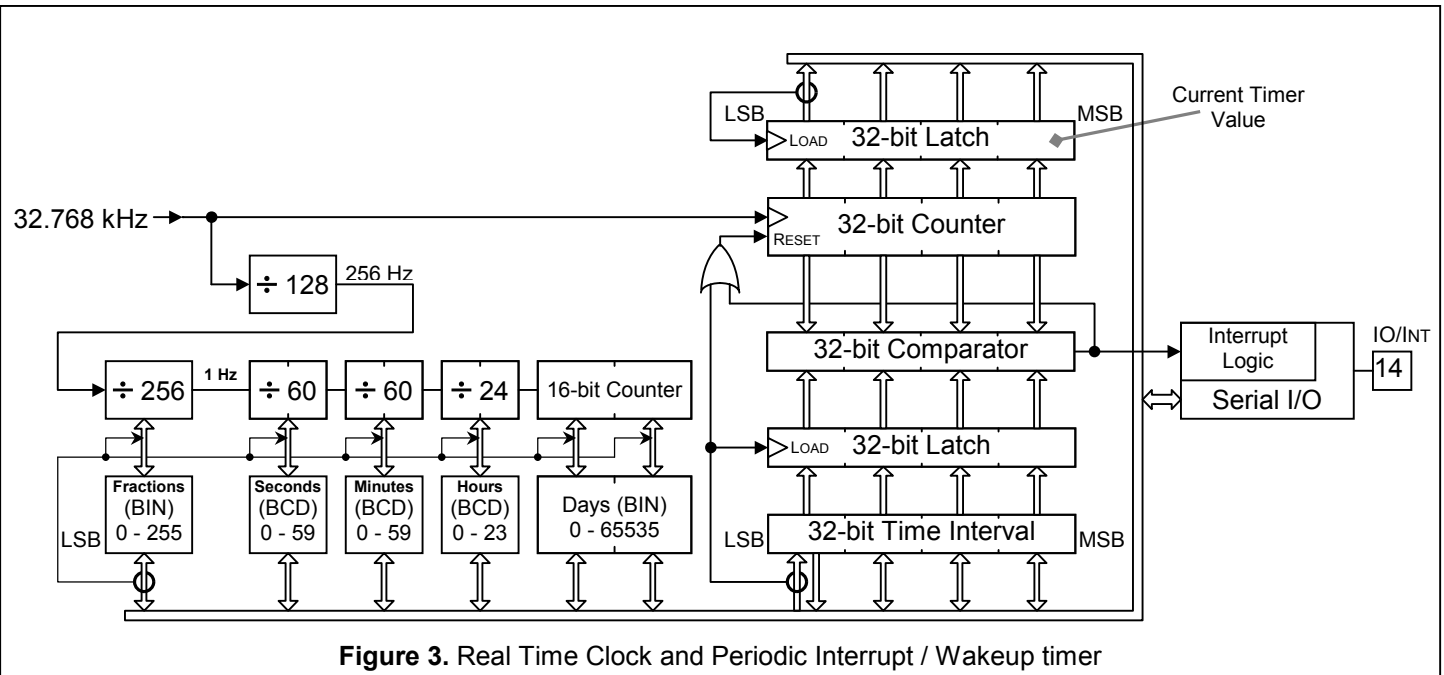 Current Timer
Value
LSB
MSB
LOAD
32-bit Latch
32.768 kHz
32-bit Counter
RESET
÷ 128
256 Hz
32-bit Comparator
Interrupt
Logic
IO/INT
14
Serial I/O
÷ 256
1 Hz
÷ 60
÷ 60
÷ 24
16-bit Counter
LOAD
32-bit Latch
Fractions
(BIN)
0 - 255
LSB
Seconds
(BCD)
0 - 59
Minutes
(BCD)
0 - 59
Hours
(BCD)
0 - 23
Days (BIN)
0 - 65535
LSB
32-bit Time Interval
MSB
Figure 3. Real Time Clock and Periodic Interrupt / Wakeup timer